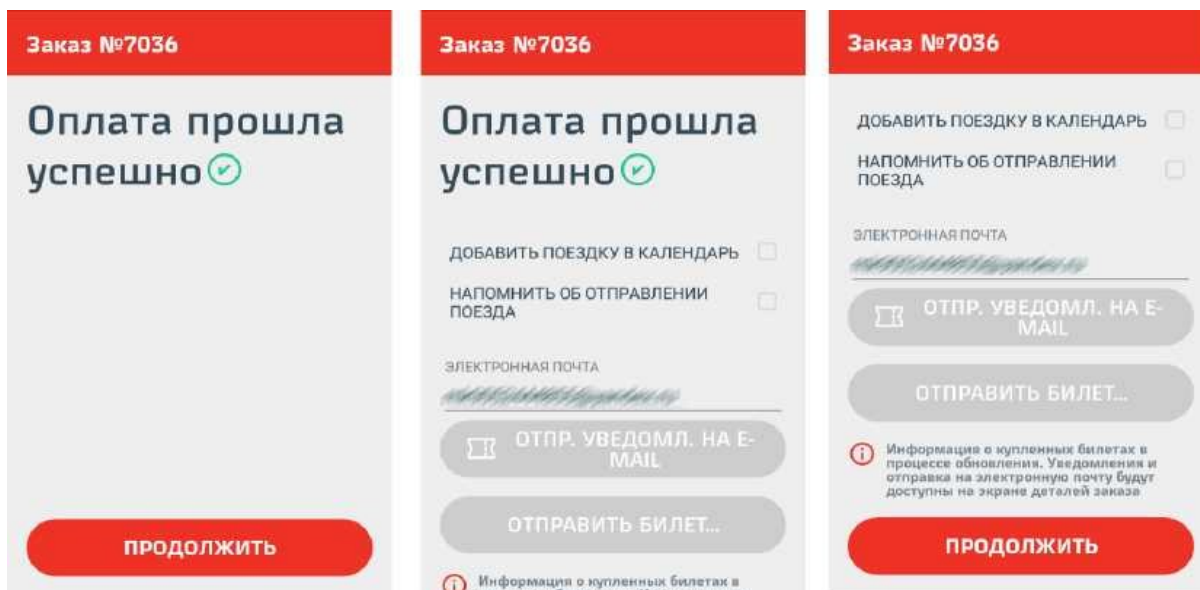 Заказ №7036
Оплата прошла
успешно
ПРОДОЛЖИТЬ
Заказ №7036
Оплата прошла
успешно
ДОБАВИТЬ ПОЕЗДКУ В КАЛЕНДАРЬ
НАПОМНИТЬ ОБ ОТПРАВЛЕНИИ
ПОЕЗДА
ЭЛЕКТРОННАЯ ПОЧТА
ОТПР. УВЕДОМЛ. НА E-
MAIL
ОТПРАВИТЬ БИЛЕТ...
Информация о купленных билетах в
Заказ №7036
ДОБАВИТЬ ПОЕЗДКУ В КАЛЕНДАРЬ
НАПОМНИТЬ ОБ ОТПРАВЛЕНИИ
ПОЕЗДА
ЭЛЕКТРОННАЯ ПОЧТА
ОТПР. УВЕДОМЛ. НА E-
MAIL
ОТПРАВИТЬ БИЛЕТ...
Информация о купленных билетах в
процессе обновления. Уведомления и
отправка на электронную почту будут
доступны на экране деталей заказа
ПРОДОЛЖИТЬ